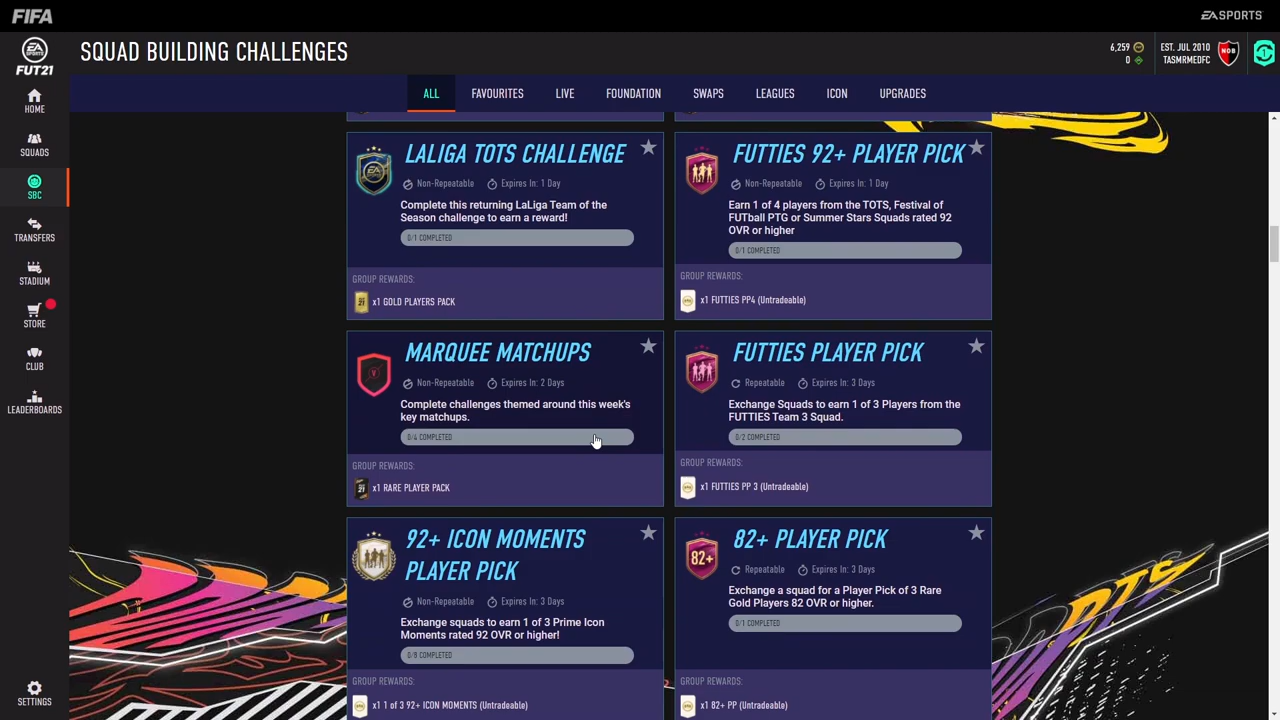 FIFA
EA SPORTS
EA SPORTS
FUT21
SQUAD BUILDING CHALLENGES
6,259
0
EST. JUL 2010
TASMRMEDFC
NOB
1
HOME
SQUADS
SBC
TRANSFERS
STADIUM
STORE
CLUB
LEADERBOARDS
SETTINGS
ALL
FAVOURITES
LIVE
FOUNDATION
SWAPS
LEAGUES
ICON
UPGRADES
LALIGA TOTS CHALLENGE
Non-Repeatable
Expires In: 1 Day
Complete this returning LaLiga Team of the
Season challenge to earn a reward!
0/1 COMPLETED
GROUP REWARDS:
x1 GOLD PLAYERS PACK
FUTTIES 92+ PLAYER PICK
Non-Repeatable
Expires In: 1 Day
Earn 1 of 4 players from the TOTS, Festival of
FUTball PTG or Summer Stars Squads rated 92
OVR or higher
0/1 COMPLETED
GROUP REWARDS:
x1 FUTTIES PP4 (Untradeable)
MARQUEE MATCHUPS
Non-Repeatable
Expires In: 2 Days
Complete challenges themed around this week's
key matchups.
0/4 COMPLETED
GROUP REWARDS:
x1 RARE PLAYER PACK
FUTTIES PLAYER PICK
Repeatable
Expires In: 3 Days
Exchange Squads to earn 1 of 3 Players from the
FUTTIES Team 3 Squad.
0/2 COMPLETED
GROUP REWARDS:
x1 FUTTIES PP 3 (Untradeable)
92+ ICON MOMENTS
PLAYER PICK
Non-Repeatable
Expires In: 3 Days
Exchange squads to earn 1 of 3 Prime Icon
Moments rated 92 OVR or higher!
0/5 COMPLETED
GROUP REWARDS:
x1 1 of 3 92+ ICON MOMENTS (Untradeable)
82+
82+ PLAYER PICK
Repeatable
Expires In: 3 Days
Exchange a squad for a Player Pick of 3 Rare
Gold Players 82 OVR or higher.
0/1 COMPLETED
GROUP REWARDS:
x1 82+ PP (Untradeable)